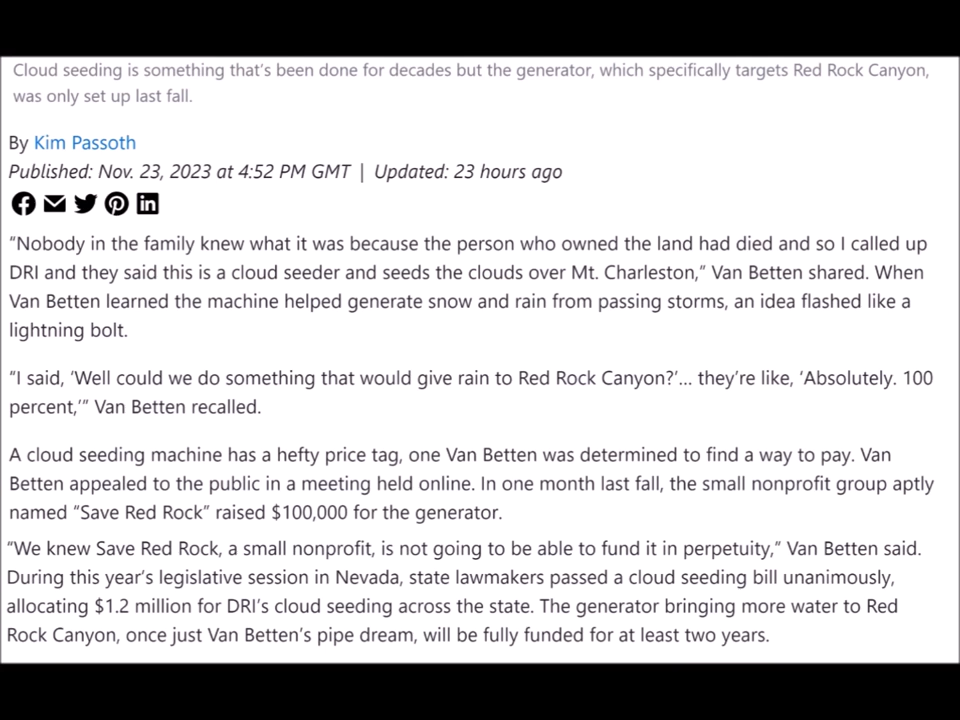 Cloud seeding is something that's been done for decades but the generator, which specifically targets Red Rock Canyon,
was only set up last fall.
By Kim Passoth
Published: Nov. 23, 2023 at 4:52 PM GMT | Updated: 23 hours ago
“Nobody in the family knew what it was because the person who owned the land had died and so I called up
DRI and they said this is a cloud seeder and seeds the clouds over Mt. Charleston,” Van Betten shared. When
Van Betten learned the machine helped generate snow and rain from passing storms, an idea flashed like a
lightning bolt.
“I said, ‘Well could we do something that would give rain to Red Rock Canyon?’... they’re like, ‘Absolutely. 100
percent,’” Van Betten recalled.
A cloud seeding machine has a hefty price tag, one Van Betten was determined to find a way to pay. Van
Betten appealed to the public in a meeting held online. In one month last fall, the small nonprofit group aptly
named “Save Red Rock” raised $100,000 for the generator.
“We knew Save Red Rock, a small nonprofit, is not going to be able to fund it in perpetuity,” Van Betten said.
During this year’s legislative session in Nevada, state lawmakers passed a cloud seeding bill unanimously,
allocating $1.2 million for DRI’s cloud seeding across the state. The generator bringing more water to Red
Rock Canyon, once just Van Betten’s pipe dream, will be fully funded for at least two years.